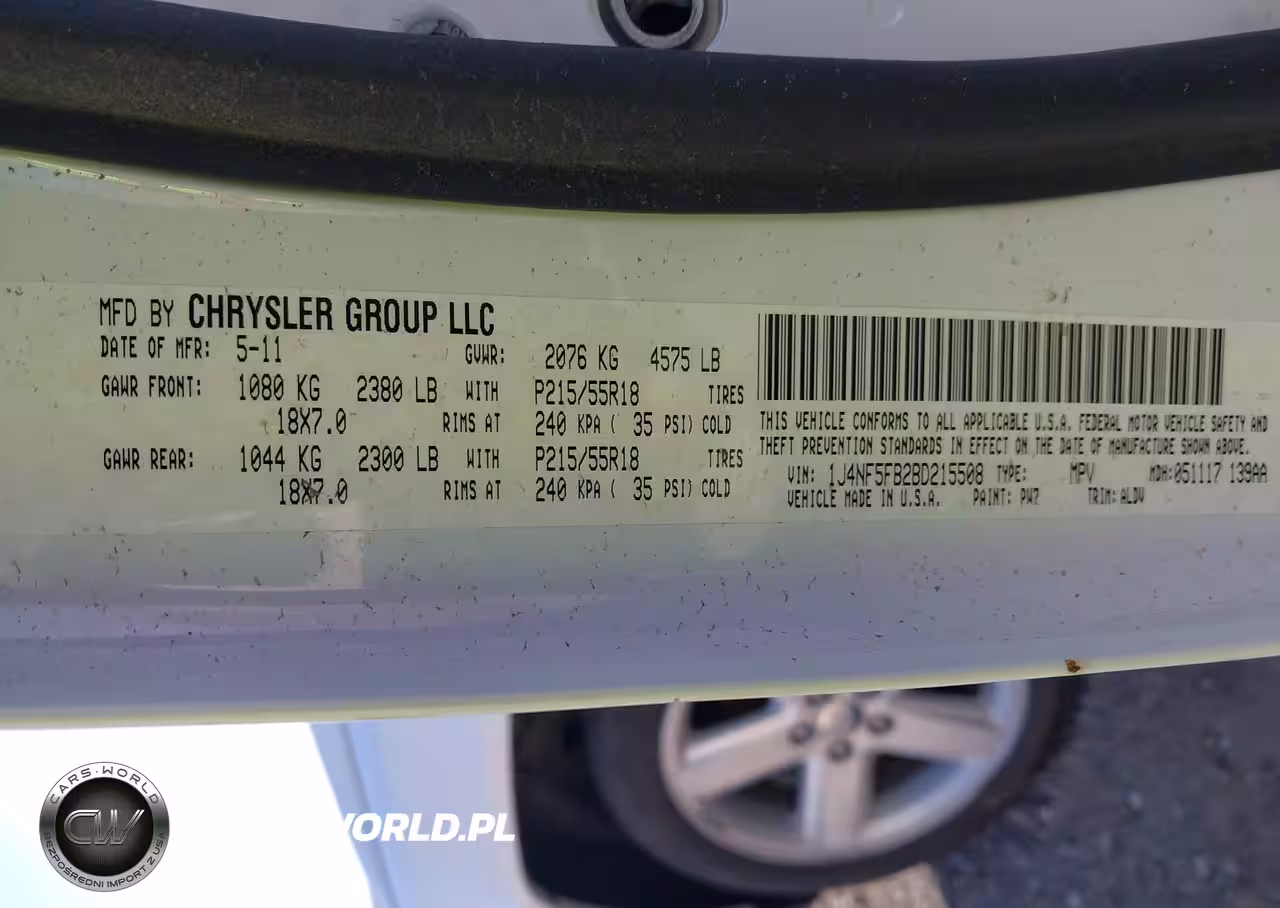 MFD BY CHRYSLER GROUP LLC
DATE OF MFR: 5-11 GVWR: 2076 KG 4575 LB
GAWR FRONT: 1080 KG 2380 LB WITH P215/55R18 TIRES
18X7.0 RIMS AT 240 KPA ( 35 PSI) COLD
GAWR REAR: 1044 KG 2300 LB WITH P215/55R18 TIRES
18X7.0 RIMS AT 240 KPA ( 35 PSI) COLD
THIS VEHICLE CONFORMS TO ALL APPLICABLE U.S.A. FEDERAL MOTOR VEHICLE SAFETY AND
THEFT PREVENTION STANDARDS IN EFFECT ON THE DATE OF MANUFACTURE SHOWN ABOVE.
VIN: 1J4NF5FB2BD215508 TYPE: MPV MDH: 051117 139AA
VEHICLE MADE IN U.S.A. PAINT: PW7 TRIM: ALDV
CARS-WORLD
CW
BEZPOŚREDNI IMPORT Z USA
WORLD.PL